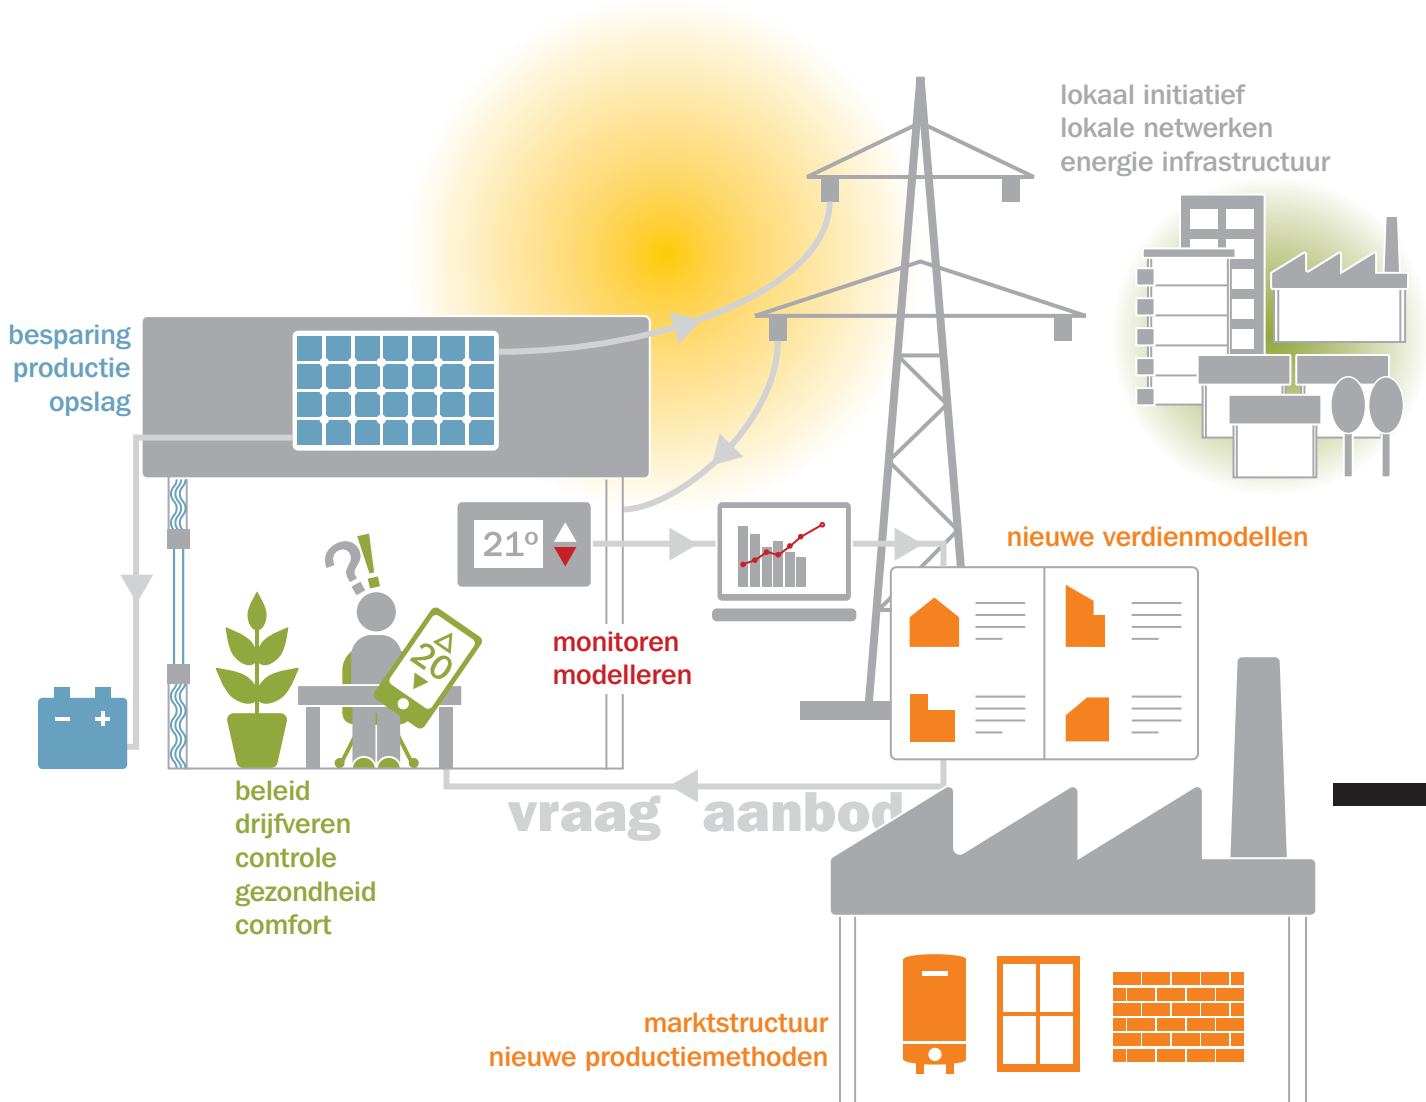 lokaal initiatief
lokale netwerken
energie infrastructuur
besparing
productie
opslag
21º
nieuwe verdienmodellen
?!
20
monitoren
modelleren
− +
vraag aanbod
beleid
drijfveren
controle
gezondheid
comfort
marktstructuur
nieuwe productiemethoden